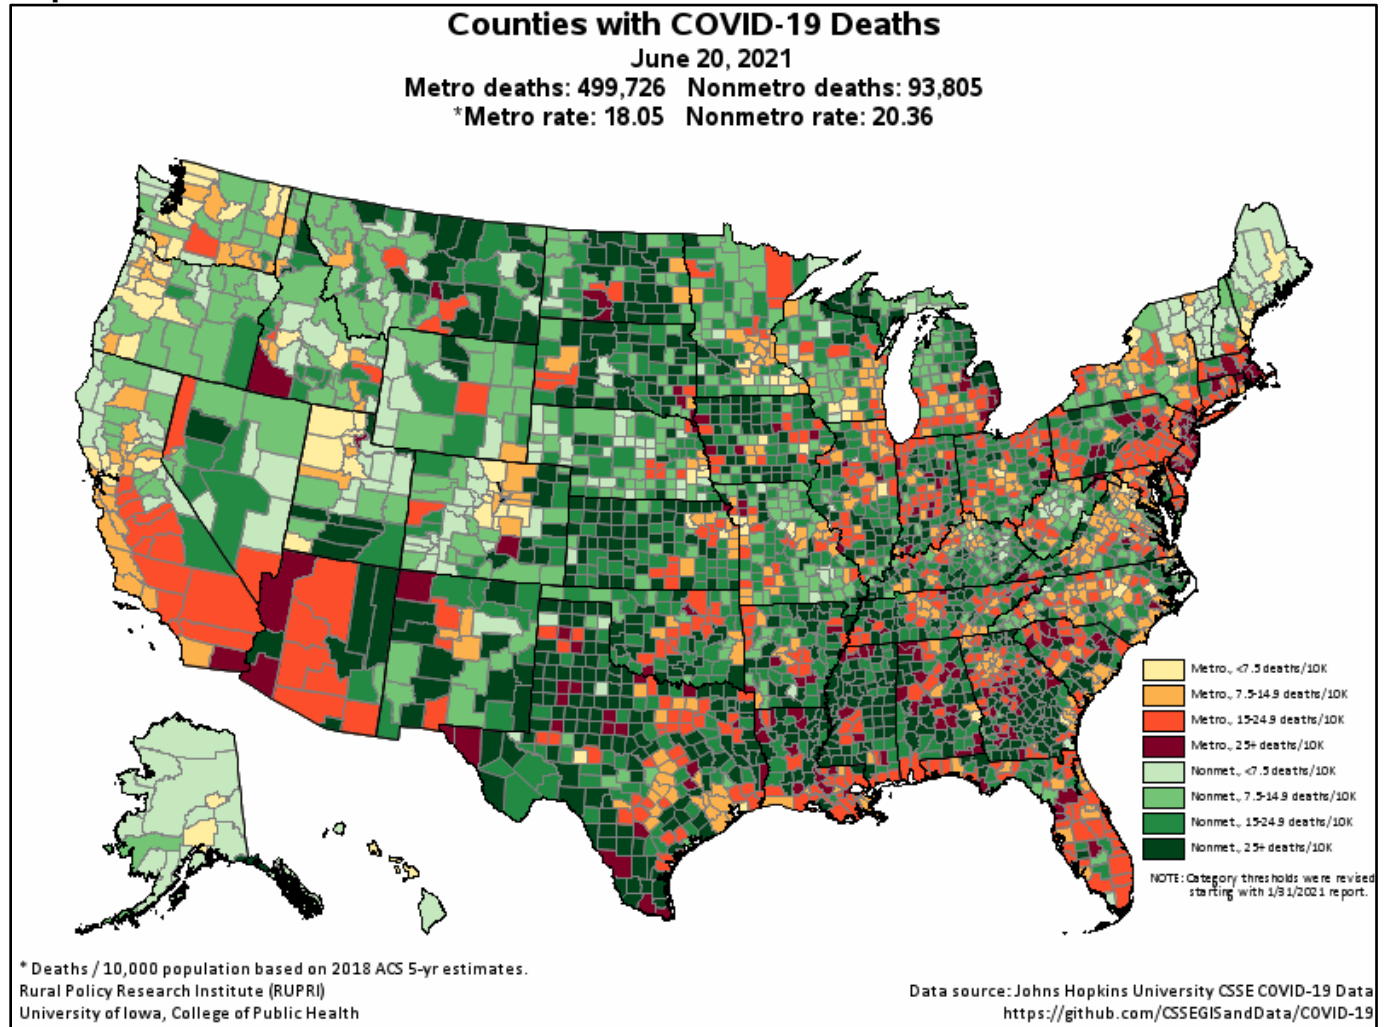 Counties with COVID-19 Deaths
June 20, 2021
Metro deaths: 499,726 Nonmetro deaths: 93,805
*Metro rate: 18.05 Nonmetro rate: 20.36
Metro., <7.5 deaths/10K
Metro., 7.5-14.9 deaths/10K
Metro., 15-24.9 deaths/10K
Metro., 25+ deaths/10K
Nonmet., <7.5 deaths/10K
Nonmet., 7.5-14.9 deaths/10K
Nonmet., 15-24.9 deaths/10K
Nonmet., 25+ deaths/10K
NOTE: Category thresholds were revised
starting with 1/31/2021 report.
* Deaths / 10,000 population based on 2018 ACS 5-yr estimates.
Rural Policy Research Institute (RUPRI)
University of Iowa, College of Public Health
Data source: Johns Hopkins University CSSE COVID-19 Data
https://github.com/CSSEGISandData/COVID-19